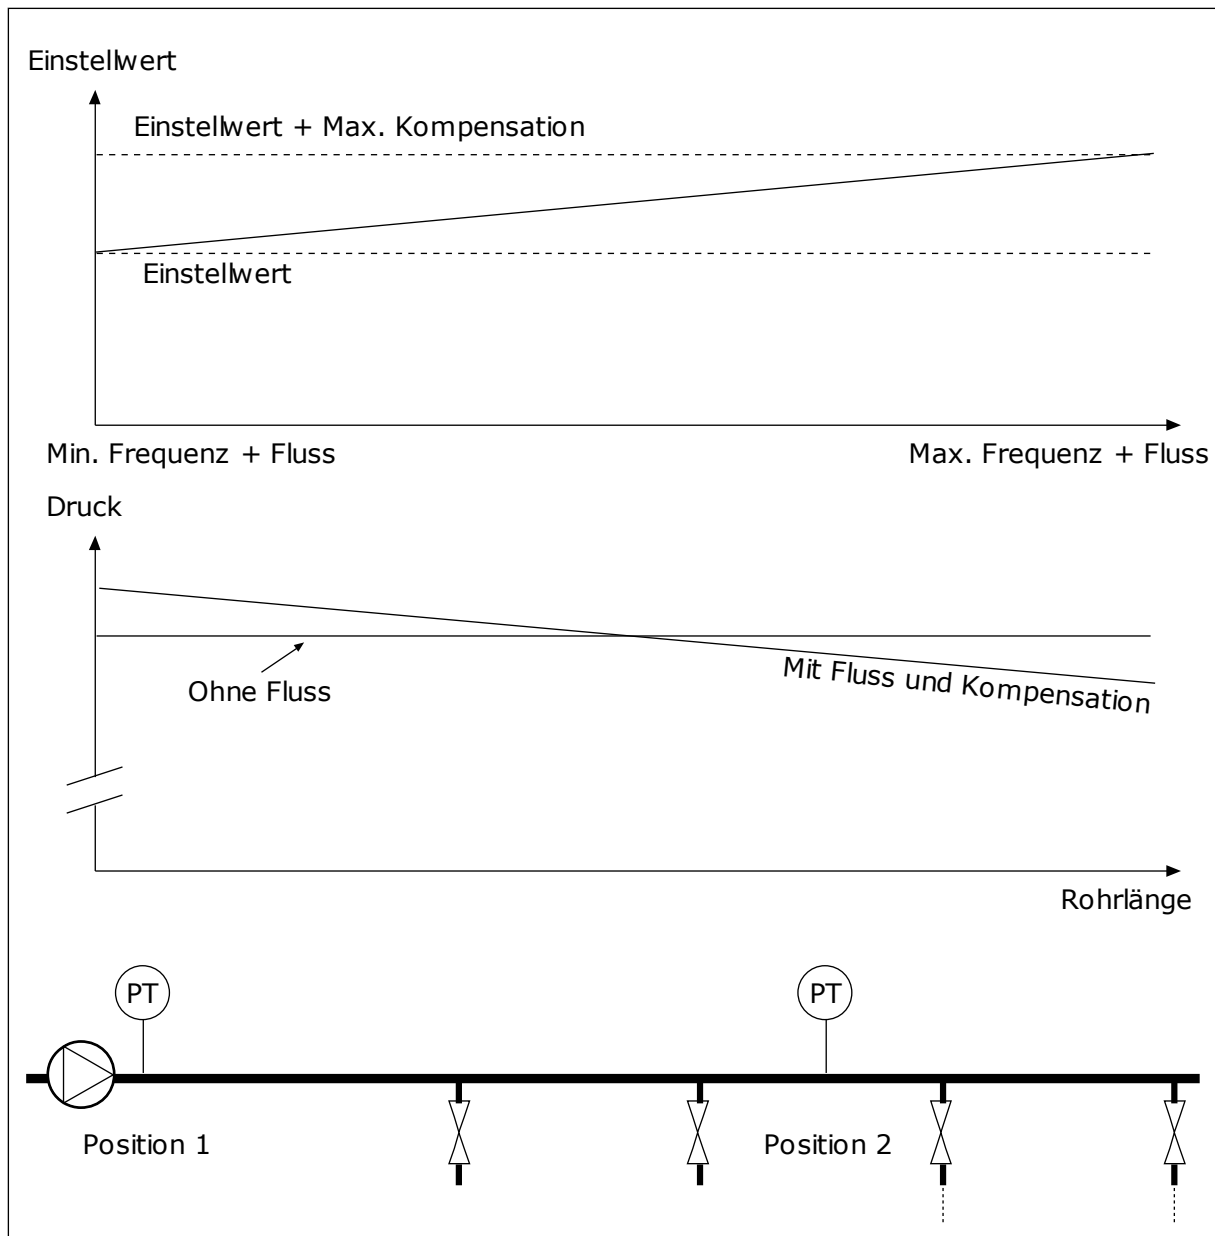 Einstellwert
Einstellwert + Max. Kompensation
Einstellwert
Min. Frequenz + Fluss
Max. Frequenz + Fluss
Druck
Ohne Fluss
Mit Fluss und Kompensation
Rohrlänge
PT
PT
Position 1
Position 2